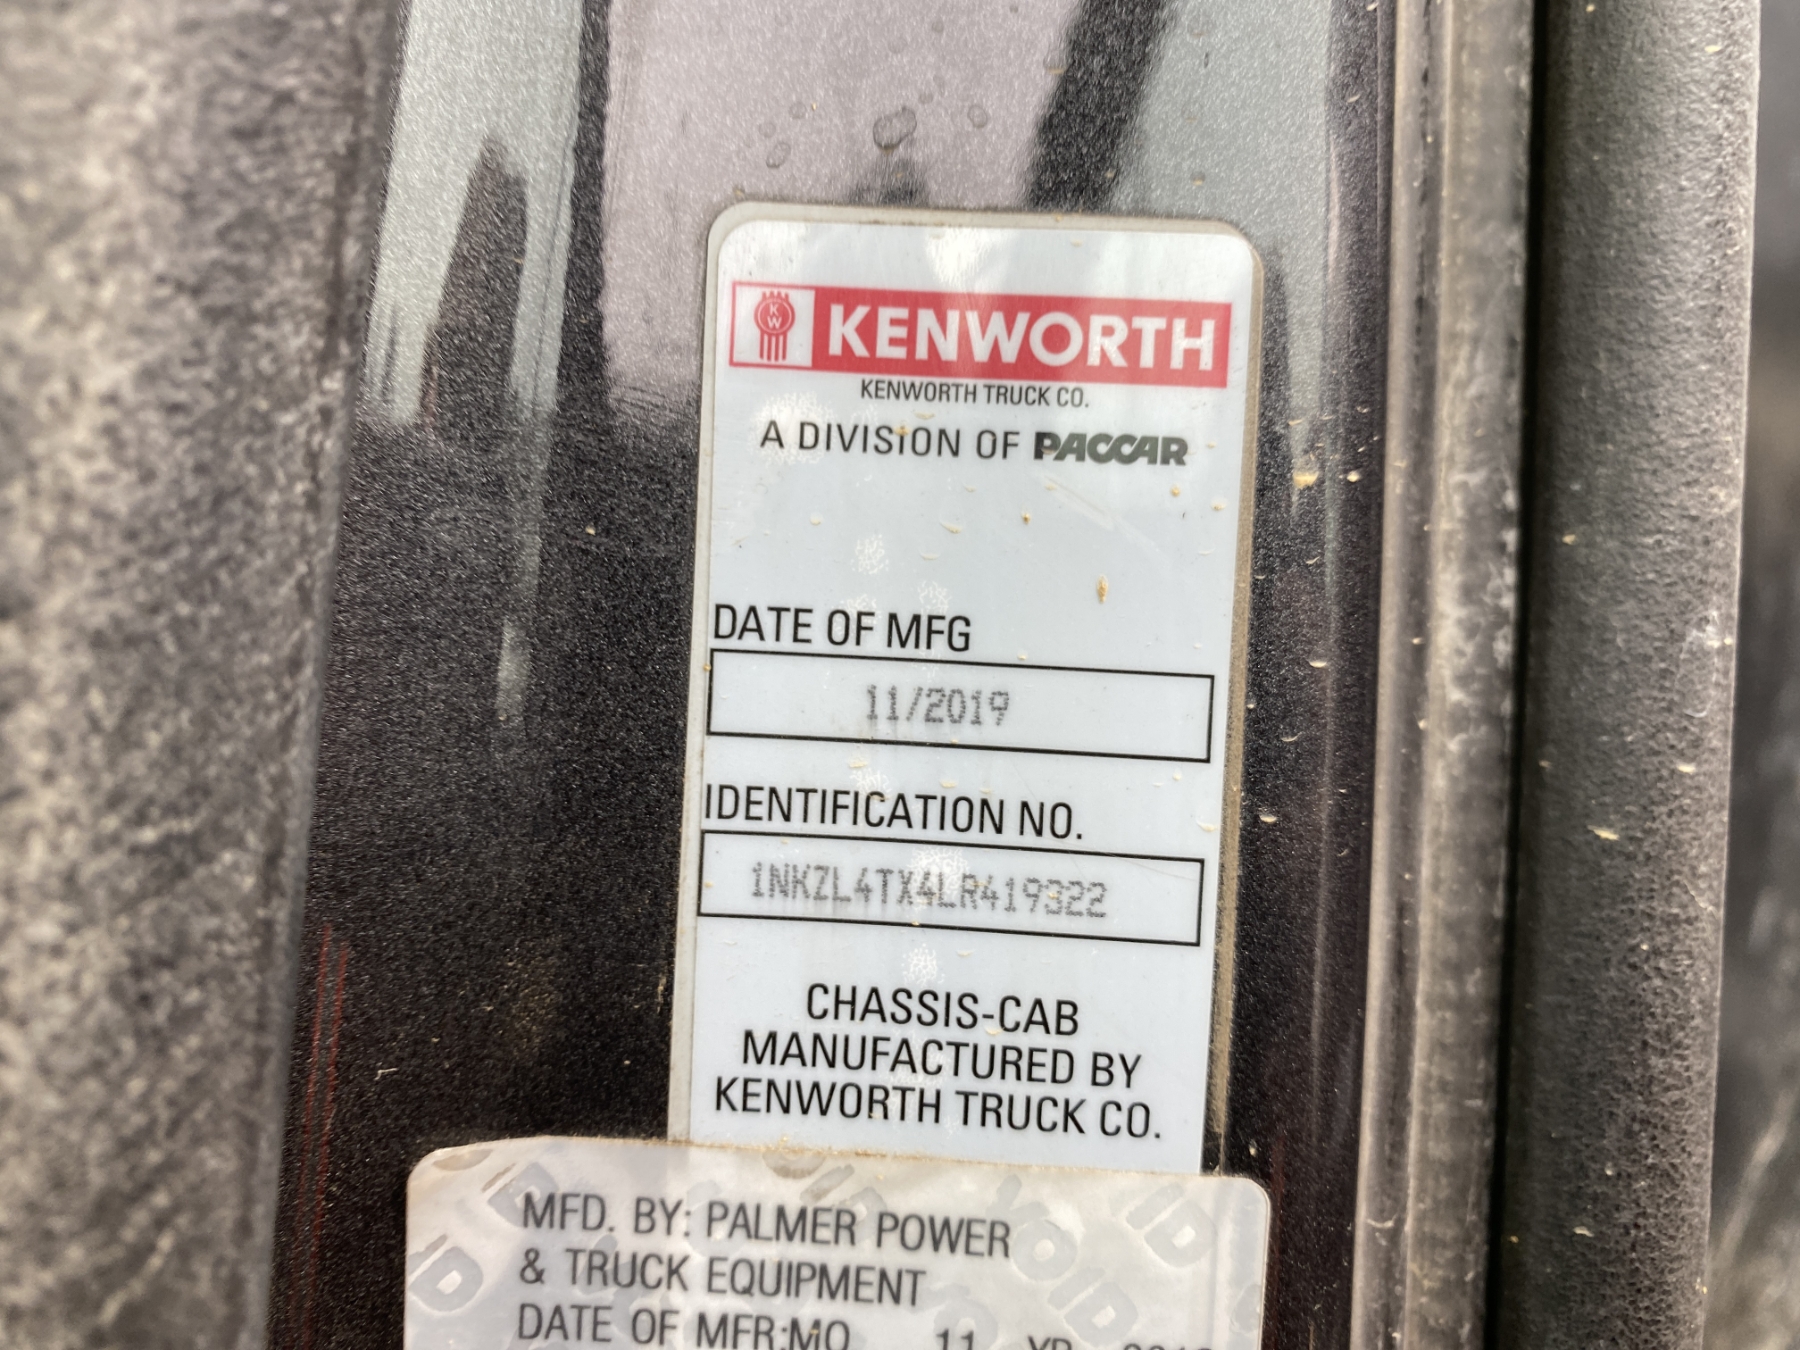 KW
KENWORTH
KENWORTH TRUCK CO.
A DIVISION OF PACCAR
DATE OF MFG
11/2019
IDENTIFICATION NO.
1NKZL4TX4LR419322
CHASSIS-CAB
MANUFACTURED BY
KENWORTH TRUCK CO.
MFD. BY: PALMER POWER
& TRUCK EQUIPMENT
DATE OF MFR:MO 11 YR